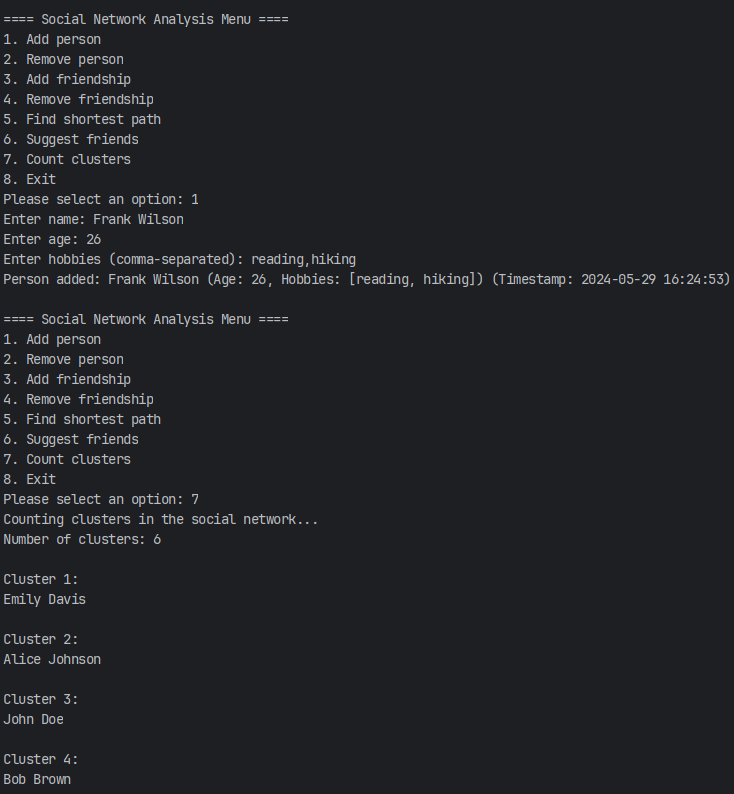 ==== Social Network Analysis Menu ====
1. Add person
2. Remove person
3. Add friendship
4. Remove friendship
5. Find shortest path
6. Suggest friends
7. Count clusters
8. Exit
Please select an option: 1
Enter name: Frank Wilson
Enter age: 26
Enter hobbies (comma-separated): reading,hiking
Person added: Frank Wilson (Age: 26, Hobbies: [reading, hiking]) (Timestamp: 2024-05-29 16:24:53)

==== Social Network Analysis Menu ====
1. Add person
2. Remove person
3. Add friendship
4. Remove friendship
5. Find shortest path
6. Suggest friends
7. Count clusters
8. Exit
Please select an option: 7
Counting clusters in the social network...
Number of clusters: 6

Cluster 1:
Emily Davis

Cluster 2:
Alice Johnson

Cluster 3:
John Doe

Cluster 4:
Bob Brown